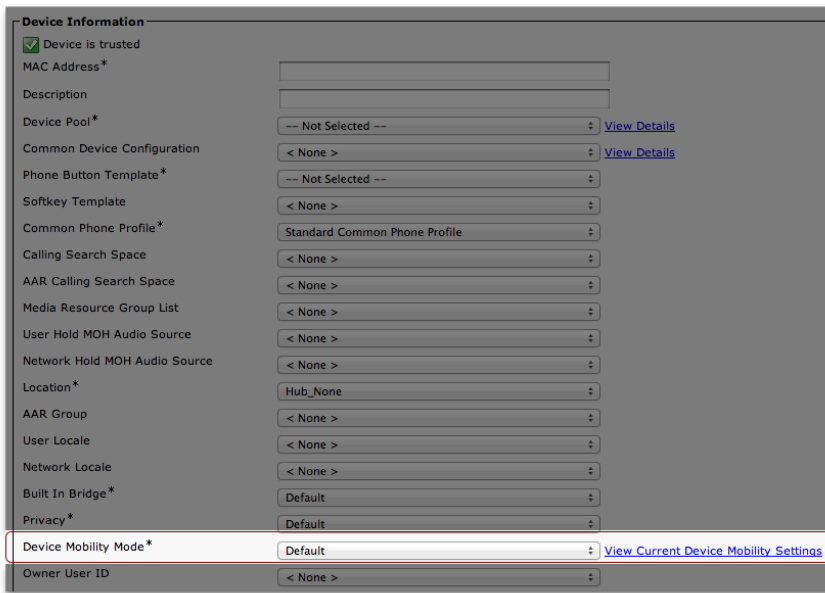 Device Information
Device is trusted
MAC Address*
Description
Device Pool* -- Not Selected -- View Details
Common Device Configuration < None > View Details
Phone Button Template* -- Not Selected --
Softkey Template < None >
Common Phone Profile* Standard Common Phone Profile
Calling Search Space < None >
AAR Calling Search Space < None >
Media Resource Group List < None >
User Hold MOH Audio Source < None >
Network Hold MOH Audio Source < None >
Location* Hub_None
AAR Group < None >
User Locale < None >
Network Locale < None >
Built In Bridge* Default
Privacy* Default
Device Mobility Mode* Default View Current Device Mobility Settings
Owner User ID < None >